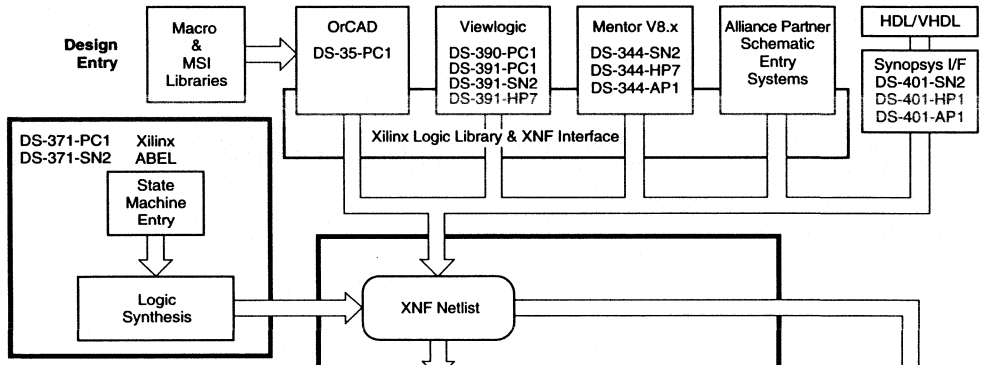 Design
Entry
Macro
&
MSI
Libraries
OrCAD
DS-35-PC1
Viewlogic
DS-390-PC1
DS-391-PC1
DS-391-SN2
DS-391-HP7
Mentor V8.x
DS-344-SN2
DS-344-HP7
DS-344-AP1
Alliance Partner
Schematic
Entry
Systems
HDL/VHDL
Synopsys I/F
DS-401-SN2
DS-401-HP1
DS-401-AP1
Xilinx Logic Library & XNF Interface
DS-371-PC1 Xilinx
DS-371-SN2 ABEL
State
Machine
Entry
Logic
Synthesis
XNF Netlist